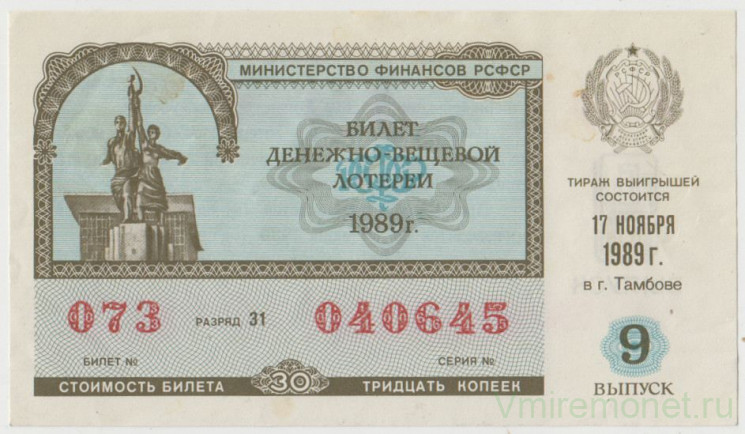 МИНИСТЕРСТВО ФИНАНСОВ РСФСР
БИЛЕТ
ДЕНЕЖНО-ВЕЩЕВОЙ
ЛОТЕРЕИ
1989г.
РСФСР
ТИРАЖ ВЫИГРЫШЕЙ
СОСТОИТСЯ
17 НОЯБРЯ
1989 г.
в г. Тамбове
073 РАЗРЯД 31 040645
БИЛЕТ № СЕРИЯ №
СТОИМОСТЬ БИЛЕТА 30 ТРИДЦАТЬ КОПЕЕК
9
ВЫПУСК
Vmiremonet.ru